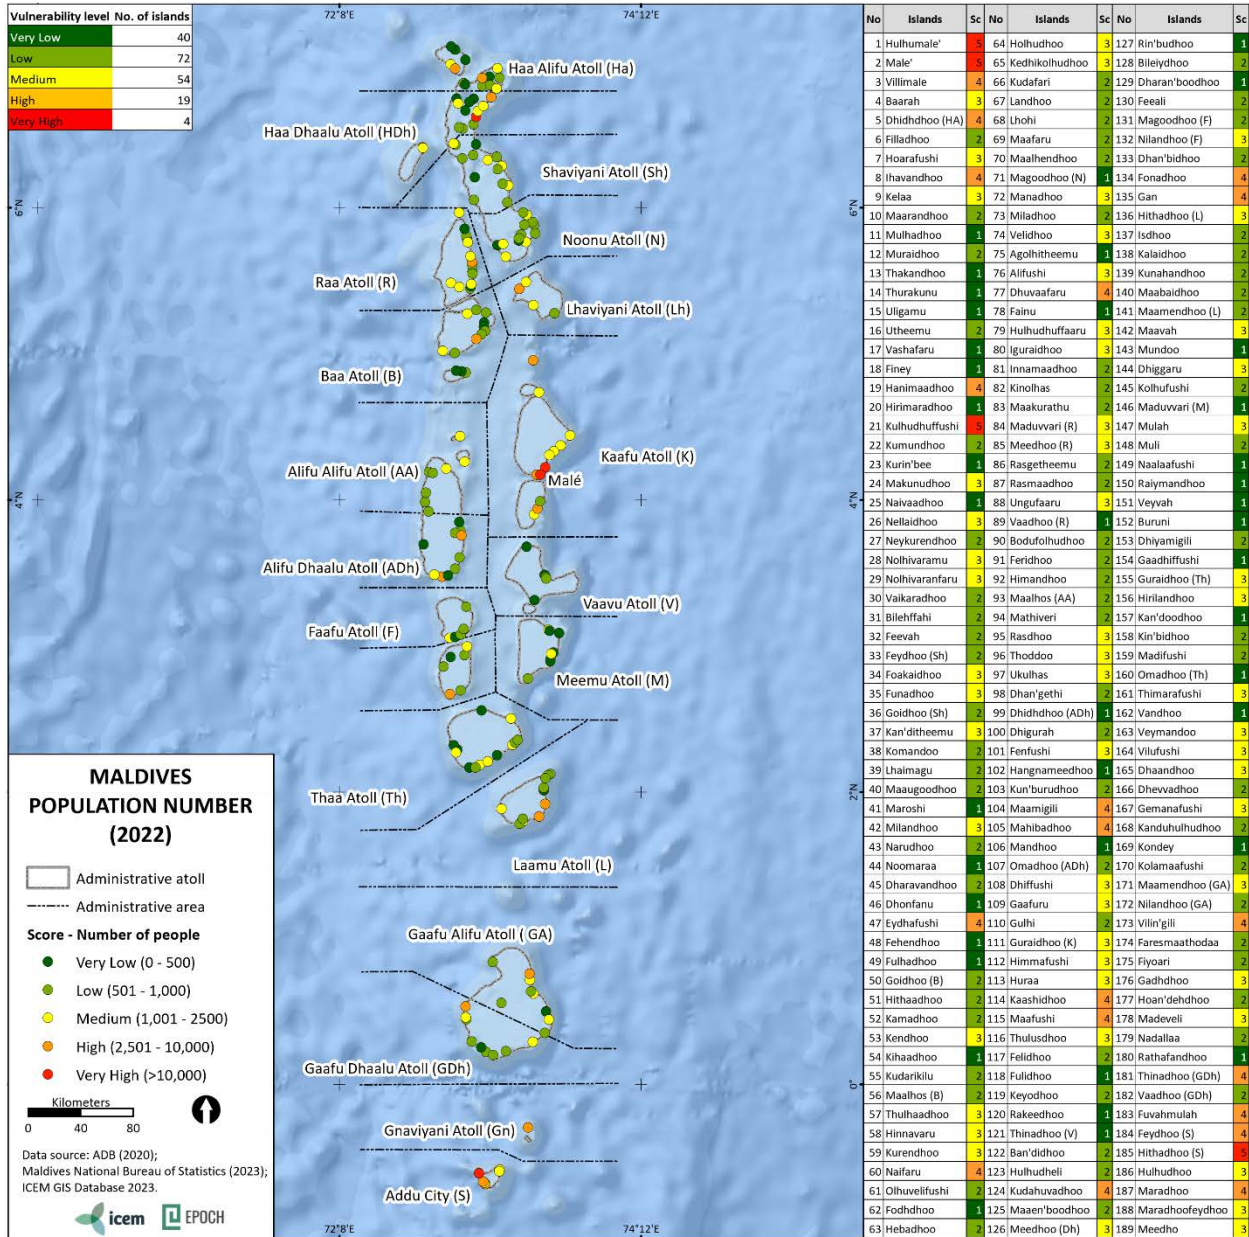 Vulnerability level No. of islands
Very Low 40
Low 72
Medium 54
High 19
Very High 4
72°8'E 74°12'E
Haa Alifu Atoll (Ha)
Haa Dhaalu Atoll (HDh)
Shaviyani Atoll (Sh)
6°N 6°N
Noonu Atoll (N)
Raa Atoll (R)
Lhaviyani Atoll (Lh)
Baa Atoll (B)
Kaafu Atoll (K)
Alifu Alifu Atoll (AA)
Malé
4°N 4°N
Alifu Dhaalu Atoll (ADh)
Vaavu Atoll (V)
Faafu Atoll (F)
Meemu Atoll (M)
Thaa Atoll (Th)
2°N
Laamu Atoll (L)
Gaafu Alifu Atoll ( GA)
Gaafu Dhaalu Atoll (GDh)
0°
Gnaviyani Atoll (Gn)
Addu City (S)
72°8'E 74°12'E
MALDIVES
POPULATION NUMBER
(2022)
Administrative atoll
Administrative area
Score - Number of people
Very Low (0 - 500)
Low (501 - 1,000)
Medium (1,001 - 2500)
High (2,501 - 10,000)
Very High (>10,000)
Kilometers
0 40 80
Data source: ADB (2020);
Maldives National Bureau of Statistics (2023);
ICEM GIS Database 2023.
icem EPOCH
No Islands Sc No Islands Sc No Islands Sc
1 Hulhumale' 5 64 Holhudhoo 3 127 Rin'budhoo 1
2 Male' 5 65 Kedhikolhudhoo 3 128 Bileiydhoo 2
3 Villimale 4 66 Kudafari 2 129 Dharan'boodhoo 1
4 Baarah 3 67 Landhoo 2 130 Feeali 2
5 Dhidhdhoo (HA) 4 68 Lhohi 2 131 Magoodhoo (F) 2
6 Filladhoo 2 69 Maafaru 2 132 Nilandhoo (F) 3
7 Hoarafushi 3 70 Maalhendhoo 2 133 Dhan'bidhoo 2
8 Ihavandhoo 4 71 Magoodhoo (N) 1 134 Fonadhoo 4
9 Kelaa 3 72 Manadhoo 3 135 Gan 4
10 Maarandhoo 2 73 Miladhoo 2 136 Hithadhoo (L) 3
11 Mulhadhoo 1 74 Velidhoo 3 137 Isdhoo 2
12 Muraidhoo 2 75 Agolhitheemu 1 138 Kalaidhoo 2
13 Thakandhoo 1 76 Alifushi 3 139 Kunahandhoo 2
14 Thurakunu 1 77 Dhuvaafaru 4 140 Maabaidhoo 2
15 Uligamu 1 78 Fainu 1 141 Maamendhoo (L) 2
16 Utheemu 2 79 Hulhudhuffaaru 3 142 Maavah 3
17 Vashafaru 1 80 Iguraidhoo 3 143 Mundoo 1
18 Finey 1 81 Innamaadhoo 2 144 Dhiggaru 3
19 Hanimaadhoo 4 82 Kinolhas 2 145 Kolhufushi 2
20 Hirimaradhoo 1 83 Maakurathu 2 146 Maduvvari (M) 1
21 Kulhudhuffushi 5 84 Maduvvari (R) 3 147 Mulah 3
22 Kumundhoo 2 85 Meedhoo (R) 3 148 Muli 2
23 Kurin'bee 1 86 Rasgetheemu 2 149 Naalaafushi 1
24 Makunudhoo 3 87 Rasmaadhoo 2 150 Raiymandhoo 1
25 Naivaadhoo 1 88 Ungufaaru 3 151 Veyvah 1
26 Nellaidhoo 3 89 Vaadhoo (R) 1 152 Buruni 1
27 Neykurendhoo 2 90 Bodufolhudhoo 2 153 Dhiyamigili 2
28 Nolhivaramu 3 91 Feridhoo 2 154 Gaadhiffushi 1
29 Nolhivaranfaru 3 92 Himandhoo 2 155 Guraidhoo (Th) 3
30 Vaikaradhoo 2 93 Maalhos (AA) 2 156 Hirilandhoo 3
31 Bilehffahi 2 94 Mathiveri 2 157 Kan'doodhoo 1
32 Feevah 2 95 Rasdhoo 3 158 Kin'bidhoo 2
33 Feydhoo (Sh) 2 96 Thoddoo 3 159 Madifushi 2
34 Foakaidhoo 3 97 Ukulhas 3 160 Omadhoo (Th) 1
35 Funadhoo 3 98 Dhan'gethi 2 161 Thimarafushi 3
36 Goidhoo (Sh) 2 99 Dhidhdhoo (ADh) 1 162 Vandhoo 1
37 Kan'ditheemu 3 100 Dhigurah 2 163 Veymandoo 3
38 Komandoo 2 101 Fenfushi 3 164 Vilufushi 3
39 Lhaimagu 2 102 Hangnameedhoo 1 165 Dhaandhoo 3
40 Maaugoodhoo 2 103 Kun'burudhoo 2 166 Dhevvadhoo 2
41 Maroshi 1 104 Maamigili 4 167 Gemanafushi 3
42 Milandhoo 3 105 Mahibadhoo 4 168 Kanduhulhudhoo 2
43 Narudhoo 2 106 Mandhoo 1 169 Kondey 1
44 Noomaraa 1 107 Omadhoo (ADh) 2 170 Kolamaafushi 2
45 Dharavandhoo 2 108 Dhiffushi 3 171 Maamendhoo (GA) 3
46 Dhonfanu 1 109 Gaafuru 3 172 Nilandhoo (GA) 2
47 Eydhafushi 4 110 Gulhi 2 173 Vilin'gili 4
48 Fehendhoo 1 111 Guraidhoo (K) 3 174 Faresmaathodaa 2
49 Fulhadhoo 1 112 Himmafushi 3 175 Fiyoari 2
50 Goidhoo (B) 2 113 Huraa 3 176 Gadhdhoo 3
51 Hithaadhoo 2 114 Kaashidhoo 4 177 Hoan'dehdhoo 2
52 Kamadhoo 2 115 Maafushi 4 178 Madeveli 3
53 Kendhoo 3 116 Thulusdhoo 3 179 Nadallaa 2
54 Kihaadhoo 1 117 Felidhoo 2 180 Rathafandhoo 1
55 Kudarikilu 2 118 Fulidhoo 1 181 Thinadhoo (GDh) 4
56 Maalhos (B) 2 119 Keyodhoo 2 182 Vaadhoo (GDh) 2
57 Thulhaadhoo 3 120 Rakeedhoo 1 183 Fuvahmulah 4
58 Hinnavaru 3 121 Thinadhoo (V) 1 184 Feydhoo (S) 4
59 Kurendhoo 3 122 Ban'didhoo 2 185 Hithadhoo (S) 5
60 Naifaru 4 123 Hulhudheli 2 186 Hulhudhoo 3
61 Olhuvelifushi 2 124 Kudahuvadhoo 4 187 Maradhoo 4
62 Fodhdhoo 1 125 Maaen'boodhoo 2 188 Maradhoofeydhoo 3
63 Hebadhoo 2 126 Meedhoo (Dh) 3 189 Meedho 3